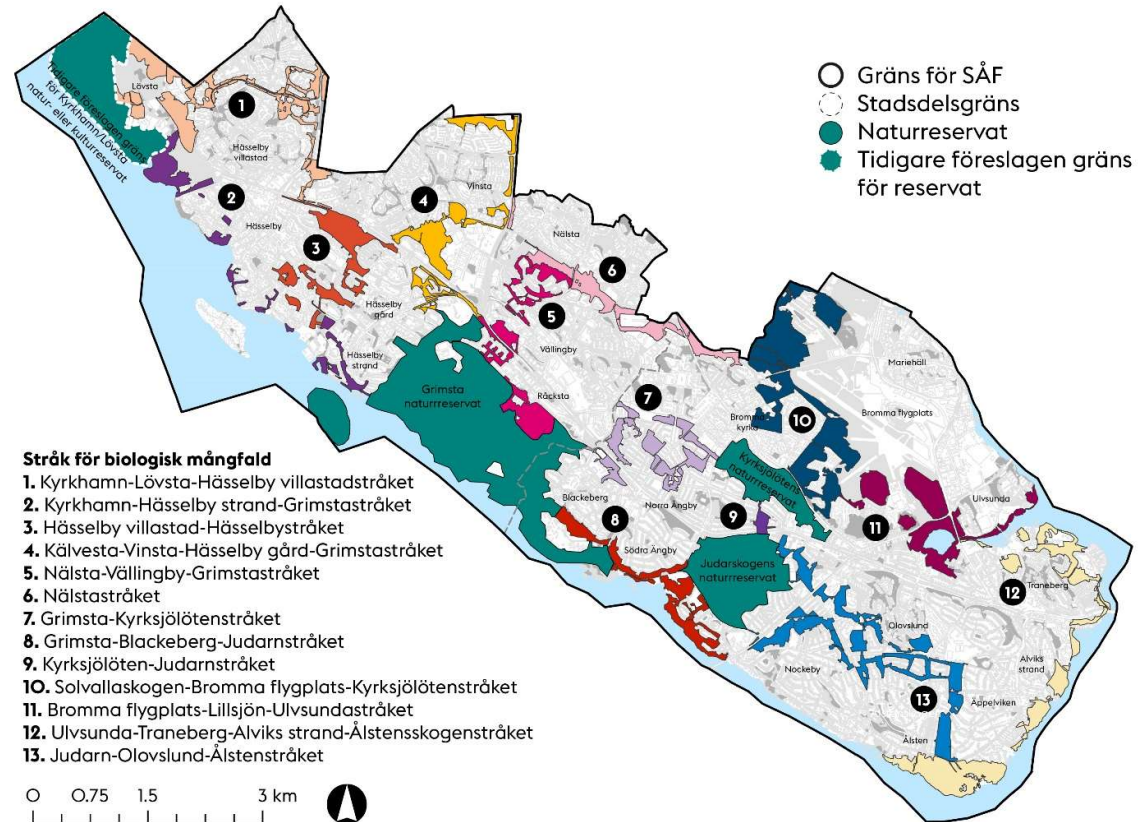 Gräns för SÅF
Stadsdelsgräns
Naturreservat
Tidigare föreslagen gräns
för reservat
Tidigare föreslagen gräns
för Kyrkhamn/Lövsta
natur- eller kulturreservat
Lövsta
1
Hässelby
villastad
2
Hässelby
3
4
Vinsta
Nälsta
6
5
Vällingby
Hässelby
gård
Hässelby
strand
Grimsta
naturreservat
Råcksta
7
Bromma
kyrka
10
Mariehäll
Bromma flygplats
Kyrksjölötens
naturreservat
Blackeberg
8
Norra Ängby
9
Södra Ängby
Judarskogens
naturreservat
11
Ulvsunda
12
Traneberg
Olovslund
Alviks
strand
Nockeby
13
Äppelviken
Ålsten
Stråk för biologisk mångfald
1. Kyrkhamn-Lövsta-Hässelby villastadstråket
2. Kyrkhamn-Hässelby strand-Grimstastråket
3. Hässelby villastad-Hässelbystråket
4. Kälvesta-Vinsta-Hässelby gård-Grimstastråket
5. Nälsta-Vällingby-Grimstastråket
6. Nälstastråket
7. Grimsta-Kyrksjölötenstråket
8. Grimsta-Blackeberg-Judarnstråket
9. Kyrksjölöten-Judarnstråket
10. Solvallaskogen-Bromma flygplats-Kyrksjölötenstråket
11. Bromma flygplats-Lillsjön-Ulvsundastråket
12. Ulvsunda-Traneberg-Alviks strand-Ålstensskogenstråket
13. Judarn-Olovslund-Ålstenstråket
0 0.75 1.5 3 km